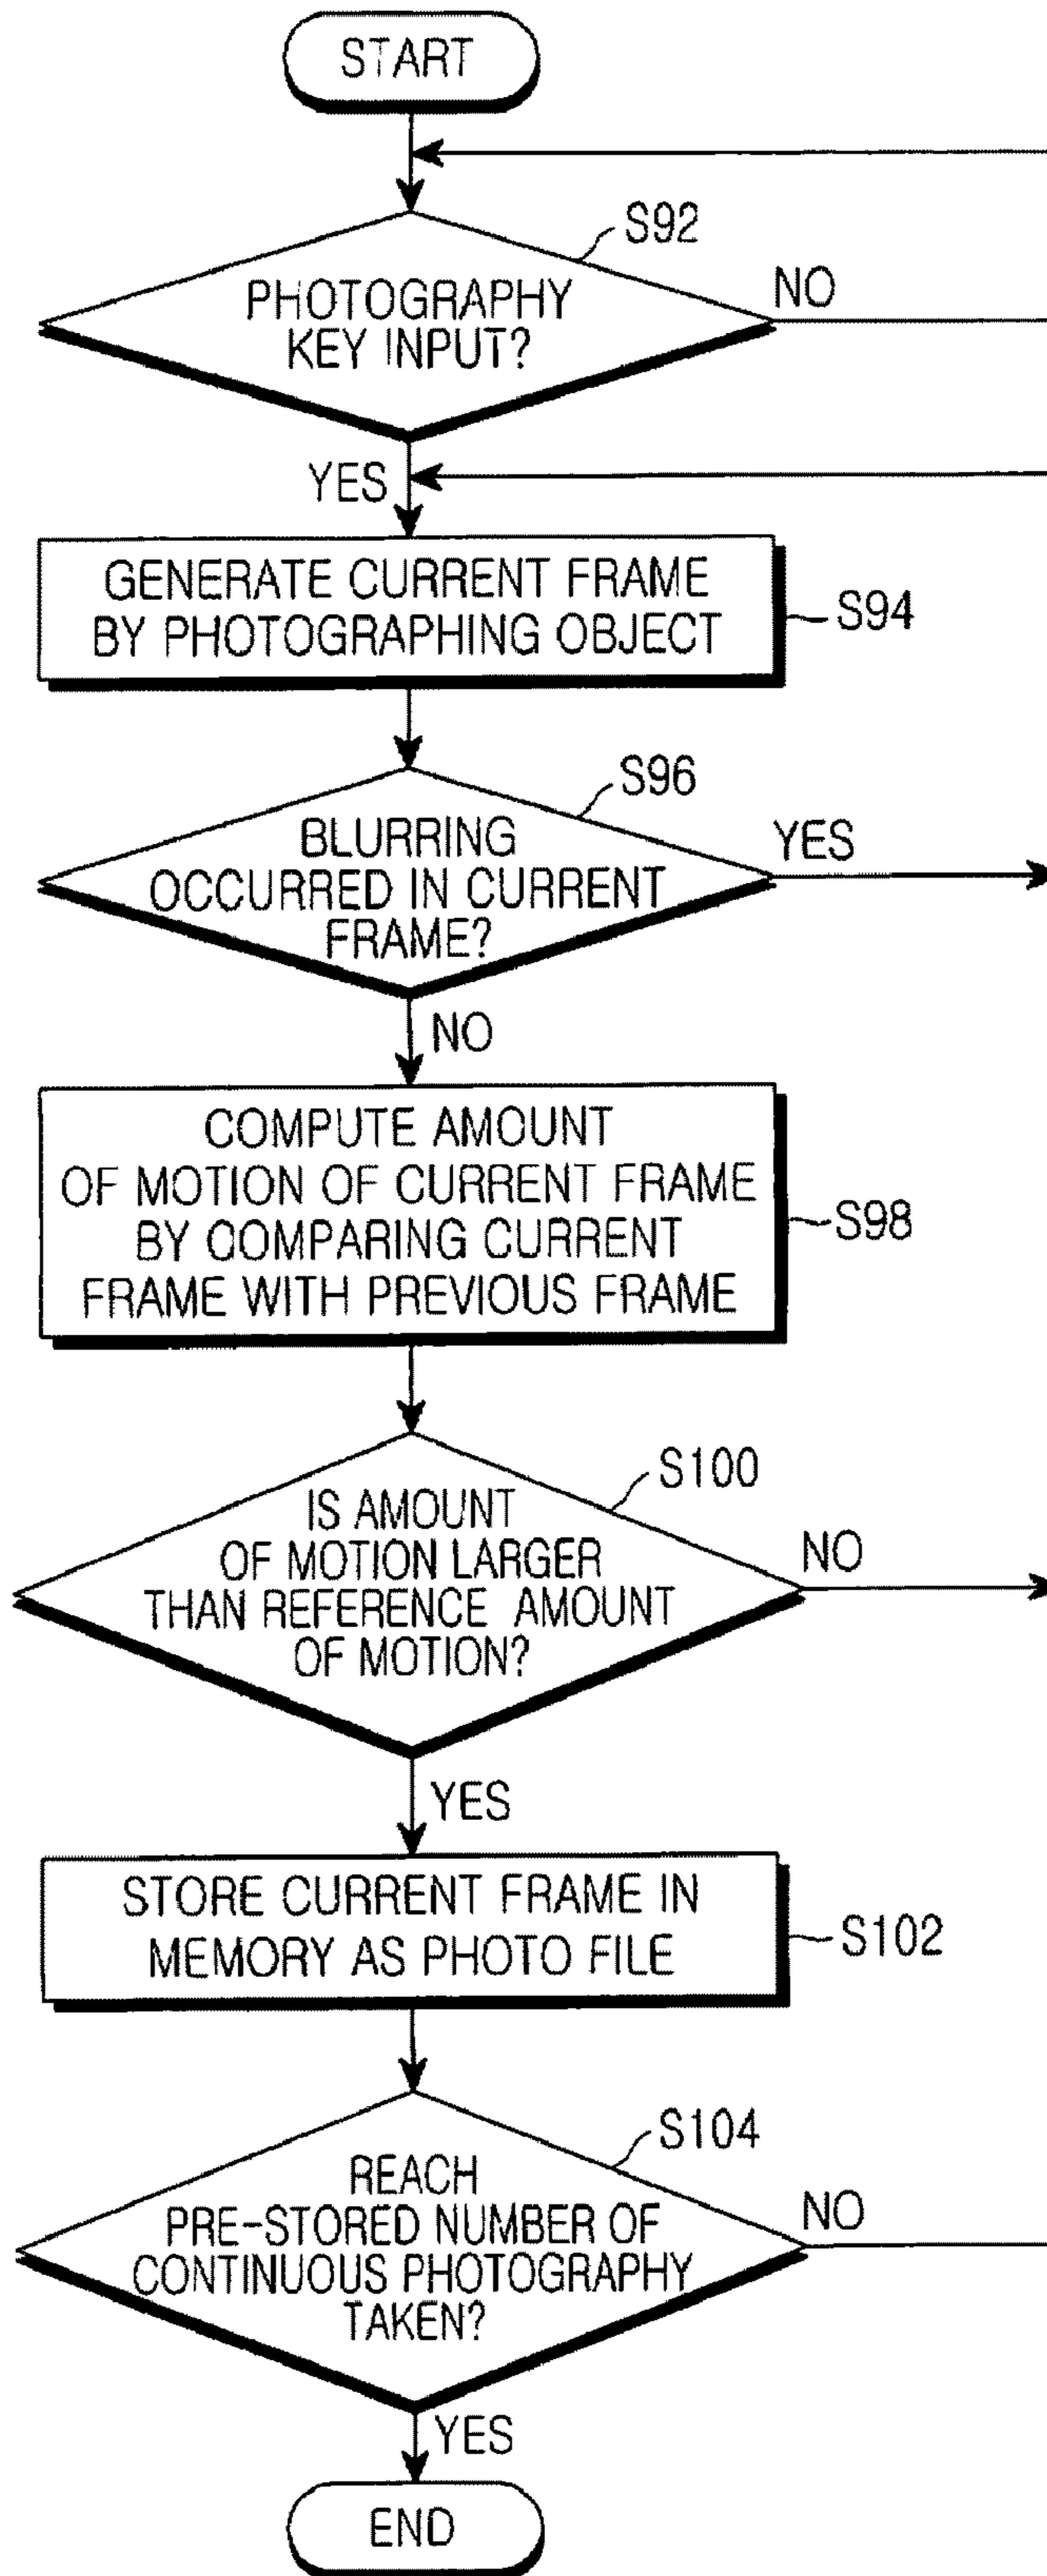 START
S92
PHOTOGRAPHY
KEY INPUT?
NO
YES
GENERATE CURRENT FRAME
BY PHOTOGRAPHING OBJECT
S94
S96
BLURRING
OCCURRED IN CURRENT
FRAME?
YES
NO
COMPUTE AMOUNT
OF MOTION OF CURRENT FRAME
BY COMPARING CURRENT
FRAME WITH PREVIOUS FRAME
S98
S100
IS AMOUNT
OF MOTION LARGER
THAN REFERENCE AMOUNT
OF MOTION?
NO
YES
STORE CURRENT FRAME IN
MEMORY AS PHOTO FILE
S102
S104
REACH
PRE-STORED NUMBER OF
CONTINUOUS PHOTOGRAPHY
TAKEN?
NO
YES
END